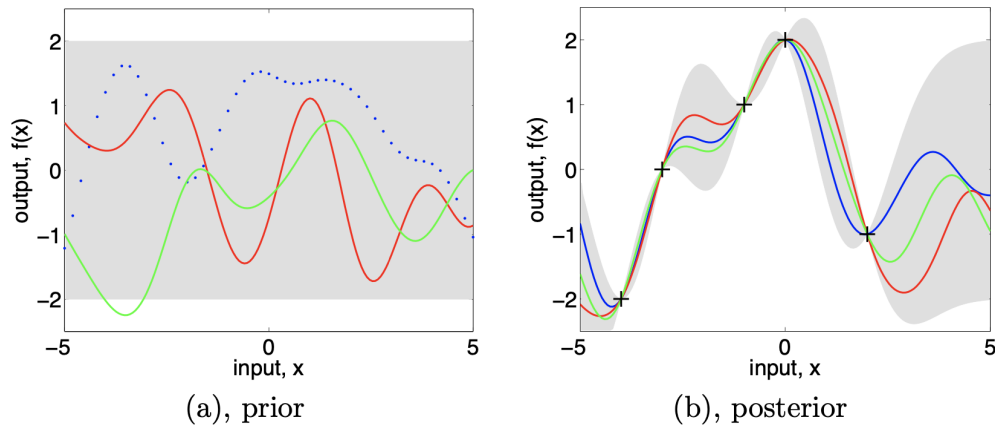 2
1
0
−1
−2
output, f(x)
−5
0
5
input, x
(a), prior
2
1
0
−1
−2
output, f(x)
−5
0
5
input, x
(b), posterior